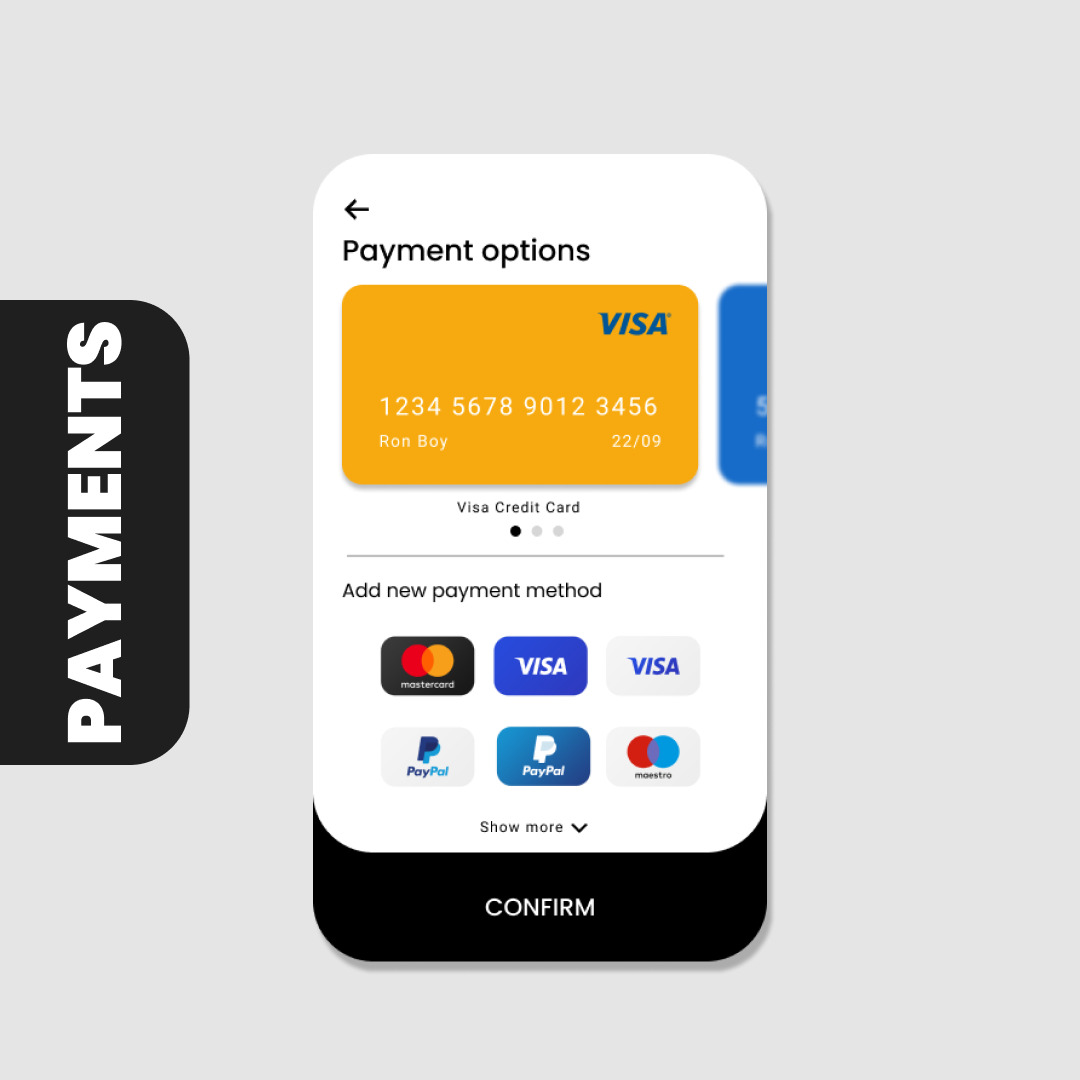 PAYMENTS
Payment options
VISA
1234 5678 9012 3456
Ron Boy 22/09
5
Visa Credit Card
Add new payment method
mastercard VISA VISA
PayPal PayPal maestro
Show more
CONFIRM